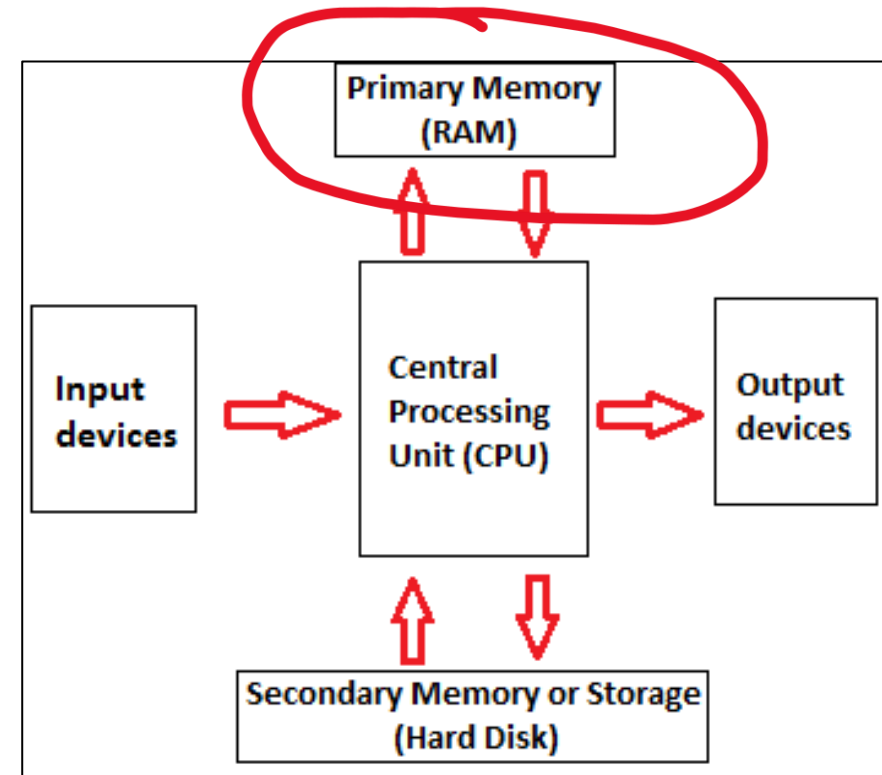 Primary Memory
(RAM)
Input
devices
Central
Processing
Unit (CPU)
Output
devices
Secondary Memory or Storage
(Hard Disk)